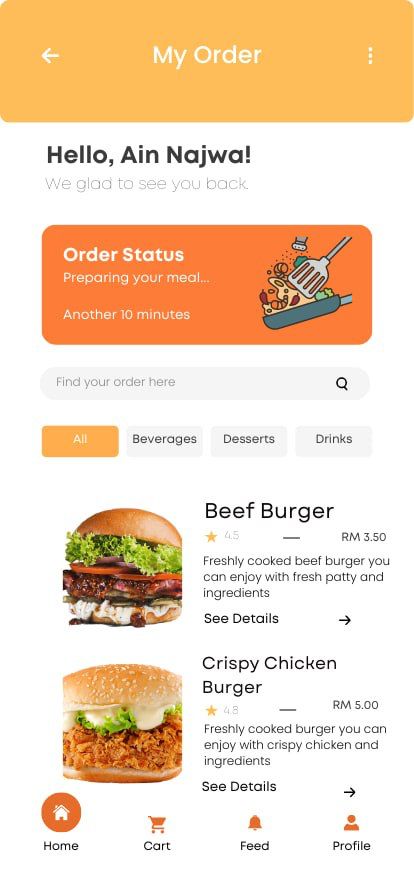 My Order
Hello, Ain Najwa!
We glad to see you back.
Order Status
Preparing your meal...
Another 10 minutes
Find your order here
All
Beverages
Desserts
Drinks
Beef Burger
4.5 — RM 3.50
Freshly cooked beef burger you
can enjoy with fresh patty and
ingredients
See Details
Crispy Chicken
Burger
4.8 — RM 5.00
Freshly cooked burger you can
enjoy with crispy chicken and
ingredients
See Details
Home
Cart
Feed
Profile